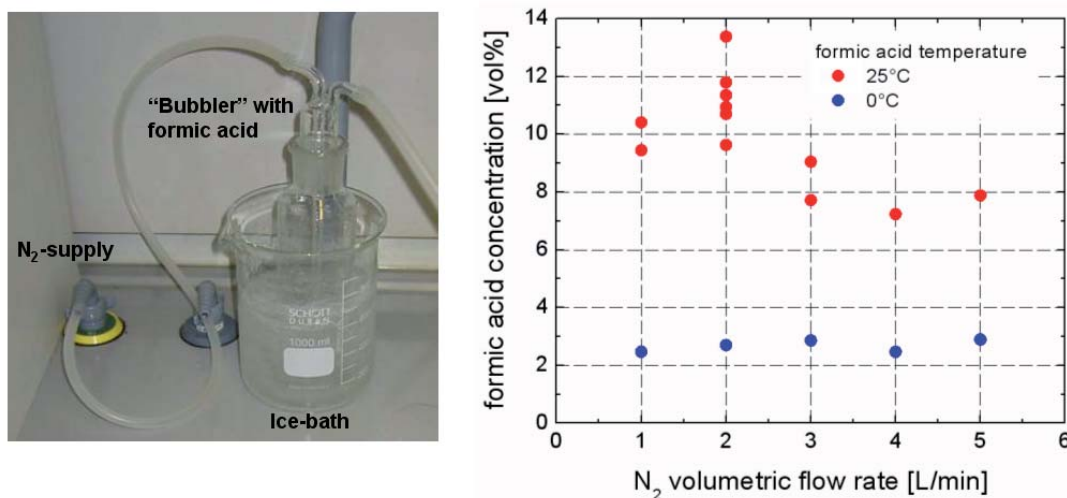 “Bubbler” with
formic acid
N₂-supply
SCHOTT
DURAN
1000 ml
Ice-bath
formic acid concentration [vol%]
14
12
10
8
6
4
2
0
formic acid temperature
25°C
0°C
0 1 2 3 4 5 6
N₂ volumetric flow rate [L/min]